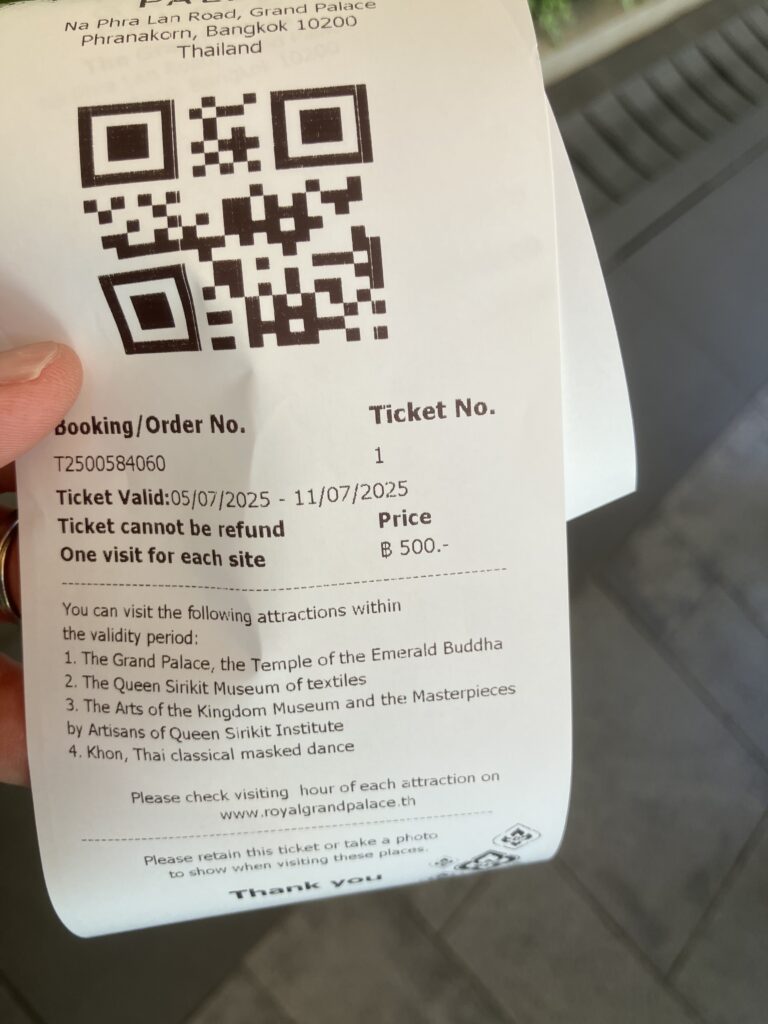 Na Phra Lan Road, Grand Palace
Phranakorn, Bangkok 10200
Thailand
Booking/Order No.
Ticket No.
T2500584060
1
Ticket Valid:05/07/2025 - 11/07/2025
Ticket cannot be refund
Price
One visit for each site
฿ 500.-
You can visit the following attractions within
the validity period:
1. The Grand Palace, the Temple of the Emerald Buddha
2. The Queen Sirikit Museum of textiles
3. The Arts of the Kingdom Museum and the Masterpieces
by Artisans of Queen Sirikit Institute
4. Khon, Thai classical masked dance
Please check visiting hour of each attraction on
www.royalgrandpalace.th
Please retain this ticket or take a photo
to show when visiting these places.
Thank you